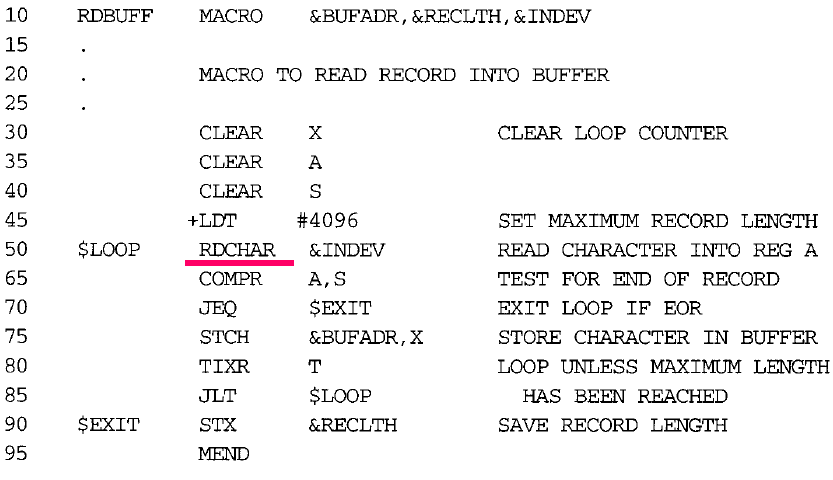 10 RDBUFF MACRO &BUFADR,&RECLTH,&INDEV
15 .
20 . MACRO TO READ RECORD INTO BUFFER
25 .
30 CLEAR X CLEAR LOOP COUNTER
35 CLEAR A
40 CLEAR S
45 +LDT #4096 SET MAXIMUM RECORD LENGTH
50 $LOOP RDCHAR &INDEV READ CHARACTER INTO REG A
65 COMPR A,S TEST FOR END OF RECORD
70 JEQ $EXIT EXIT LOOP IF EOR
75 STCH &BUFADR,X STORE CHARACTER IN BUFFER
80 TIXR T LOOP UNLESS MAXIMUM LENGTH
85 JLT $LOOP HAS BEEN REACHED
90 $EXIT STX &RECLTH SAVE RECORD LENGTH
95 MEND